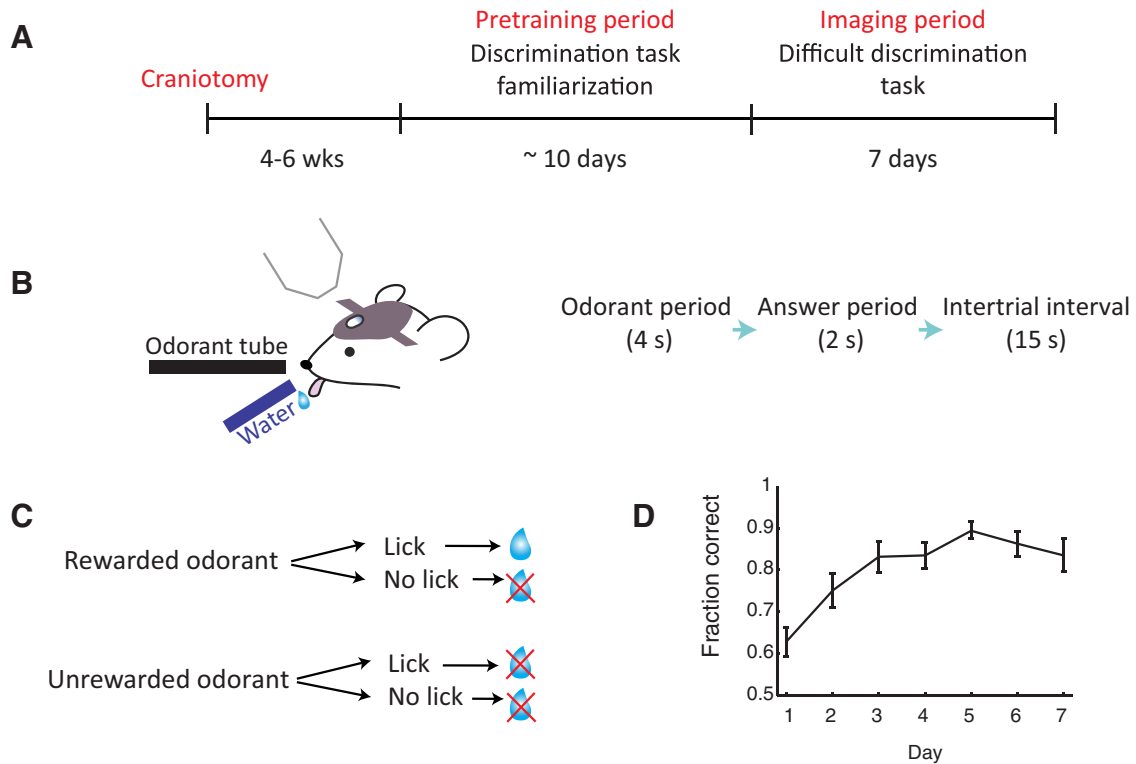 A
Craniotomy
Pretraining period
Discrimination task
familiarization
Imaging period
Difficult discrimination
task
4-6 wks
~ 10 days
7 days
B
Odorant tube
Water
Odorant period
(4 s)
Answer period
(2 s)
Intertrial interval
(15 s)
C
Rewarded odorant
Lick
No lick
Unrewarded odorant
Lick
No lick
D
Fraction correct
1
0.9
0.8
0.7
0.6
0.5
1 2 3 4 5 6 7
Day